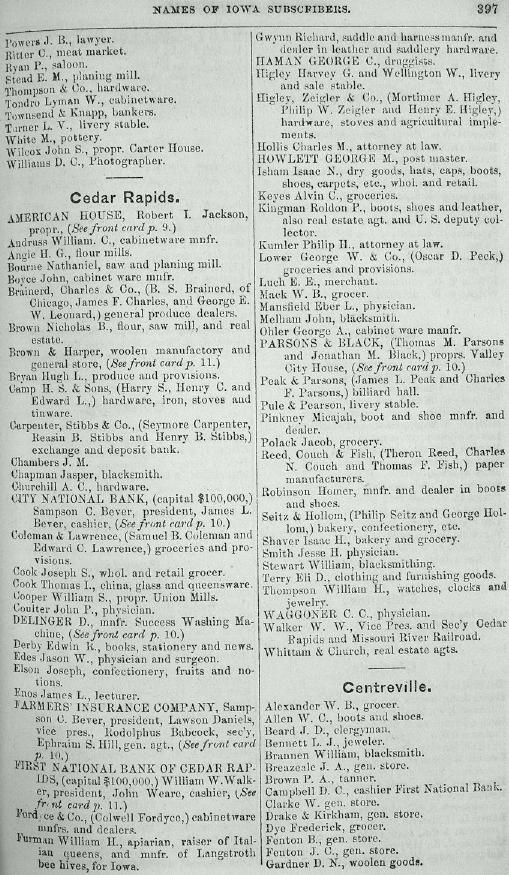 NAMES OF IOWA SUBSCRIBERS. 397
Powers J. B., lawyer.
Ritter C., meat market.
Ryan P., saloon.
Stead E. M., planing mill.
Thompson & Co., hardware.
Tondro Lyman W., cabinetware.
Townsend & Knapp, bankers.
Turner L. V., livery stable.
White M., pottery.
Wilcox John S., propr. Carter House.
Williams D. C., Photographer.
Cedar Rapids.
AMERICAN HOUSE, Robert I. Jackson,
propr., (See front card p. 9.)
Andruss William. C., cabinetware mnfr.
Angle H. G., flour mills.
Bourne Nathaniel, saw and planing mill.
Boyce John, cabinet ware mnfr.
Brainerd, Charles & Co., (B. S. Brainerd, of
Chicago, James F. Charles, and George E.
W. Leonard,) general produce dealers.
Brown Nicholas B., flour, saw mill, and real
estate.
Brown & Harper, woolen manufactory and
general store, (See front card p. 11.)
Bryan Hugh L., produce and provisions.
Camp H. S. & Sons, (Harry S., Henry C. and
Edward L.,) hardware, iron, stoves and
tinware.
Carpenter, Stibbs & Co., (Seymore Carpenter,
Reasin B. Stibbs and Henry B. Stibbs,)
exchange and deposit bank.
Chambers J. M.
Chapman Jasper, blacksmith.
Churchill A. C., hardware.
CITY NATIONAL BANK, (capital $100,000,)
Sampson C. Bever, president, James L.
Bever, cashier, (See front card p. 10.)
Coleman & Lawrence, (Samuel B. Coleman and
Edward C. Lawrence,) groceries and pro-
visions.
Cook Joseph S., whol. and retail grocer.
Cook Thomas I., china, glass and queensware.
Cooper William S., propr. Union Mills.
Coulter John P., physician.
DELINGER D., mnfr. Success Washing Ma-
chine, (See front card p. 10.)
Derby Edwin R., books, stationery and news.
Edes Jason W., physician and surgeon.
Elson Joseph, confectionery, fruits and no-
tions.
Enos James L., lecturer.
FARMERS' INSURANCE COMPANY, Samp-
son C. Bever, president, Lawson Daniels,
vice pres., Rodolphus Babcock, sec'y,
Ephraim S. Hill, gen. agt., (See front card
p. 10.)
FIRST NATIONAL BANK OF CEDAR RAP-
IDS, (capital $100,000,) William W. Walk-
er, president, John Weare, cashier, (See
front card p. 11.)
Fordyce & Co., (Colwell Fordyce,) cabinetware
mnfrs. and dealers.
Furman William H., apiarian, raiser of Ital-
ian queens, and mnfr. of Langstroth
bee hives, for Iowa.
Gwynn Richard, saddle and harness manfr. and
dealer in leather and saddlery hardware.
HAMAN GEORGE C., druggists.
Higley Harvey G. and Wellington W., livery
and sale stable.
Higley, Zeigler & Co., (Mortimer A. Higley,
Philip W. Zeigler and Henry E. Higley,)
hardware, stoves and agricultural imple-
ments.
Hollis Charles M., attorney at law.
HOWLETT GEORGE M., post master.
Isham Isaac N., dry goods, hats, caps, boots,
shoes, carpets, etc., whol. and retail.
Keyes Alvin C., groceries.
Kingman Roldon P., boots, shoes and leather,
also real estate agt. and U. S. deputy col-
lector.
Kumler Philip H., attorney at law.
Lower George W. & Co., (Oscar D. Peck,)
groceries and provisions.
Luch E. E., merchant.
Mack W. B., grocer.
Mansfield Eber L., physician.
Melham John, blacksmith.
Ohler George A., cabinet ware manfr.
PARSONS & BLACK, (Thomas M. Parsons
and Jonathan M. Black,) proprs. Valley
City House, (See front card p. 10.)
Peak & Parsons, (James L. Peak and Charles
F. Parsons,) billiard hall.
Pule & Pearson, livery stable.
Pinkney Micajah, boot and shoe mnfr. and
dealer.
Polack Jacob, grocery.
Reed, Couch & Fish, (Theron Reed, Charles
N. Couch and Thomas F. Fish,) paper
manufacturers.
Robinson Homer, mnfr. and dealer in boots
and shoes.
Seitz & Hollom, (Philip Seitz and George Hol-
lom,) bakery, confectionery, etc.
Shaver Isaac H., bakery and grocery.
Smith Jesse H. physician.
Stewart William, blacksmithing.
Terry Eli D., clothing and furnishing goods.
Thompson William H., watches, clocks and
jewelry.
WAGGONER C. C., physician.
Walker W. W., Vice Pres. and Sec'y Cedar
Rapids and Missouri River Railroad.
Whittam & Church, real estate agts.
Centreville.
Alexander W. B., grocer.
Allen W. C., boots and shoes.
Beard J. D., clergyman.
Bennett L. J., jeweler.
Brannen William, blacksmith.
Breazeale J. A., gen. store.
Brown P. A., tanner.
Campbell D. C., cashier First National Bank.
Clarke W. gen. store.
Drake & Kirkham, gen. store.
Dye Frederick, grocer.
Fenton B., gen. store.
Fenton J. C., gen. store.
Gardner D. N., woolen goods.